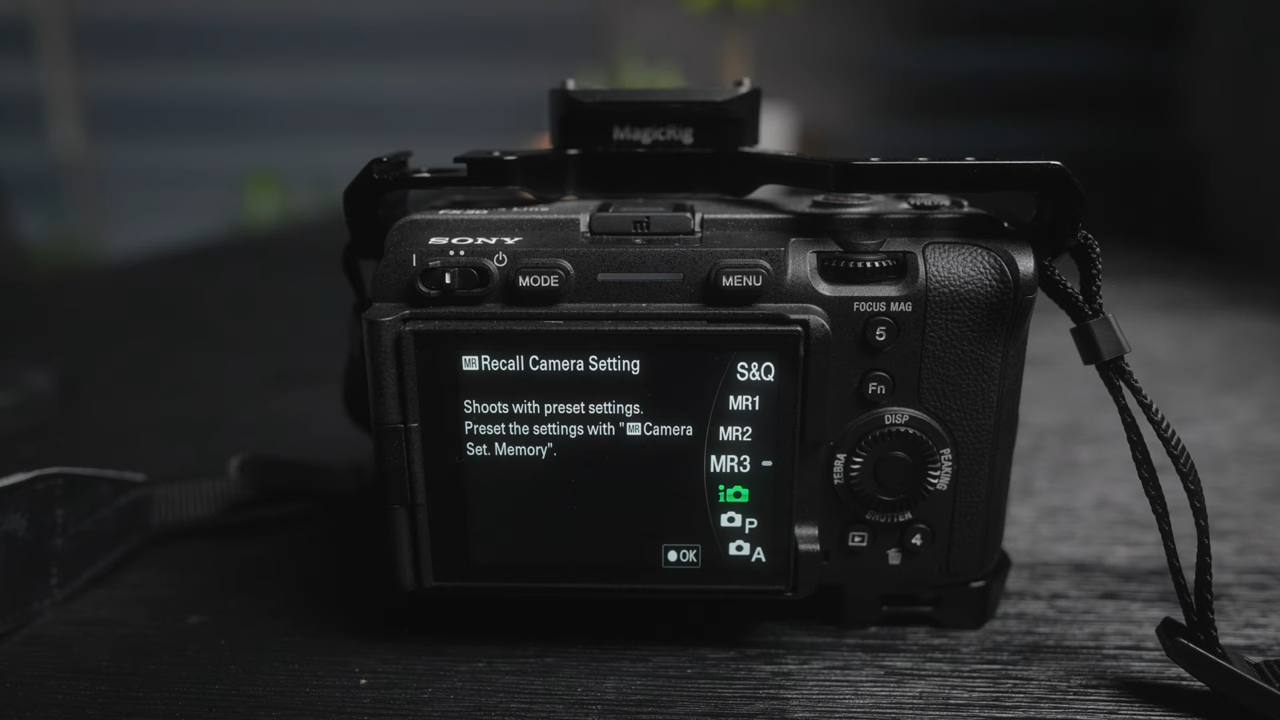 MagicRig
FX30
SONY
MODE
MENU
FOCUS MAG
5
Fn
DISP
ZEBRA
PEAKING
SHUTTER
4
MR Recall Camera Setting
Shoots with preset settings.
Preset the settings with "MR Camera
Set. Memory".
S&Q
MR1
MR2
MR3
i
P
A
OK